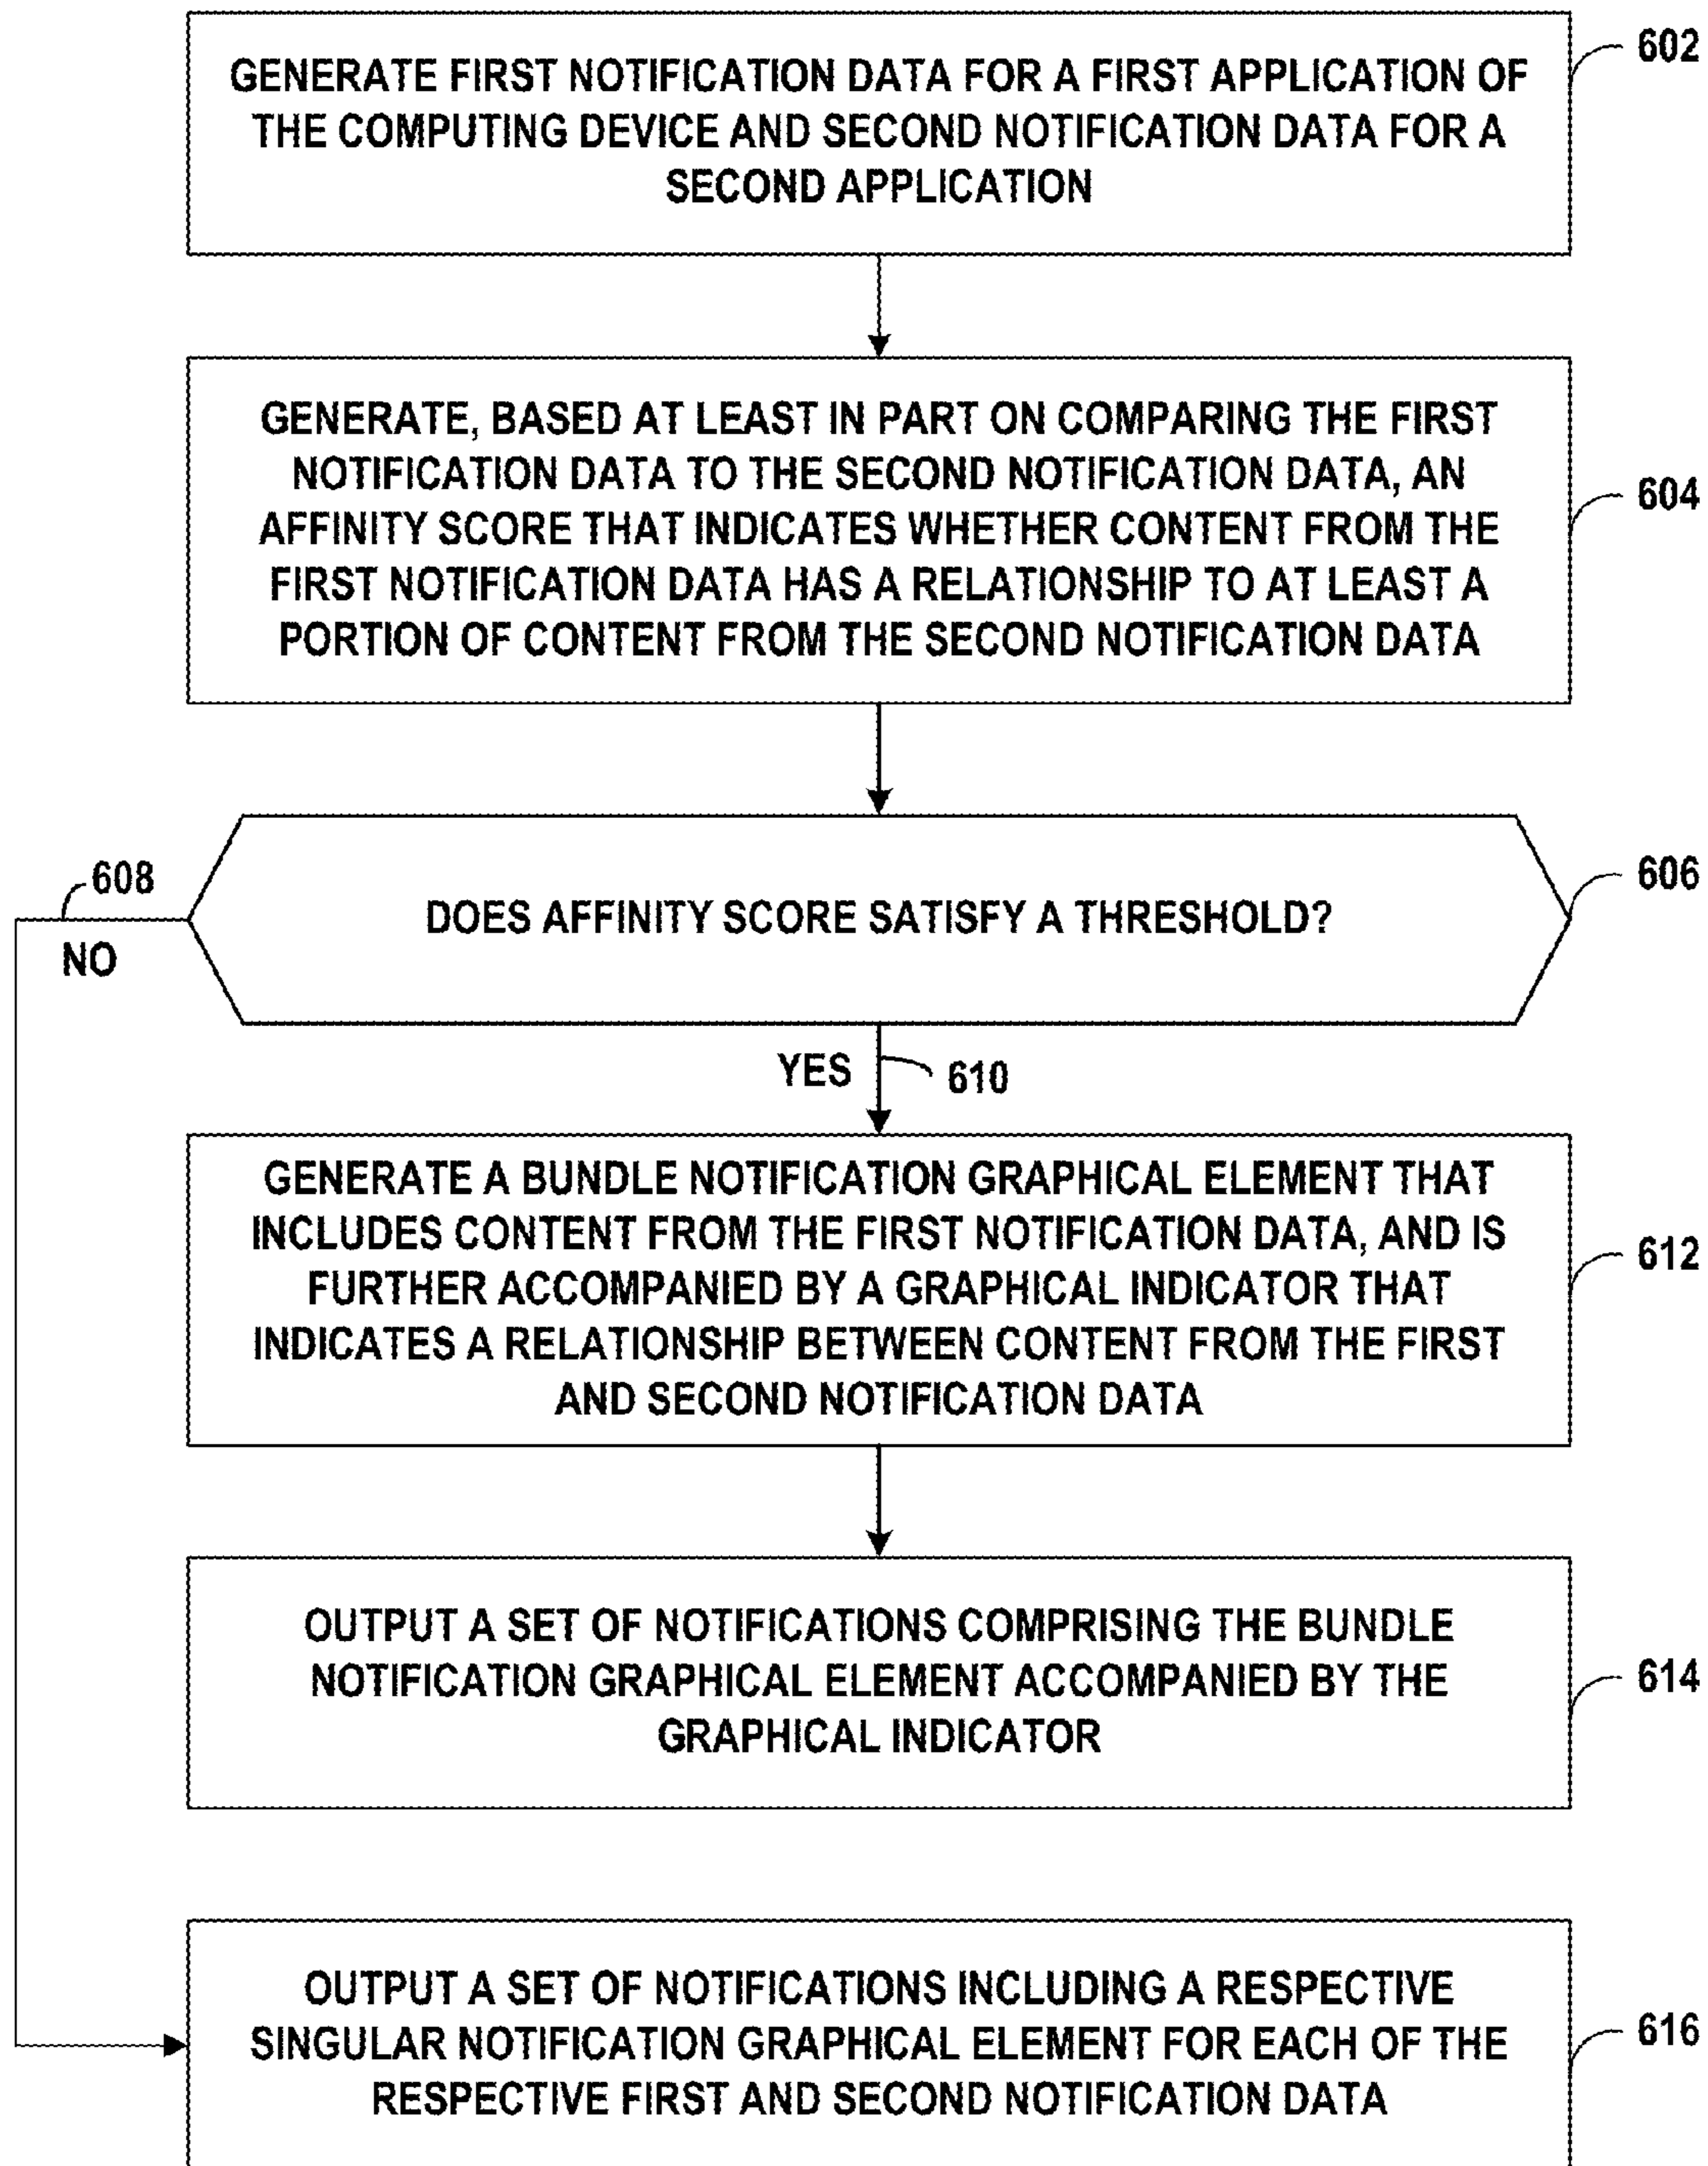 602
GENERATE FIRST NOTIFICATION DATA FOR A FIRST APPLICATION OF
THE COMPUTING DEVICE AND SECOND NOTIFICATION DATA FOR A
SECOND APPLICATION
604
GENERATE, BASED AT LEAST IN PART ON COMPARING THE FIRST
NOTIFICATION DATA TO THE SECOND NOTIFICATION DATA, AN
AFFINITY SCORE THAT INDICATES WHETHER CONTENT FROM THE
FIRST NOTIFICATION DATA HAS A RELATIONSHIP TO AT LEAST A
PORTION OF CONTENT FROM THE SECOND NOTIFICATION DATA
606
DOES AFFINITY SCORE SATISFY A THRESHOLD?
608
NO
YES
610
GENERATE A BUNDLE NOTIFICATION GRAPHICAL ELEMENT THAT
INCLUDES CONTENT FROM THE FIRST NOTIFICATION DATA, AND IS
FURTHER ACCOMPANIED BY A GRAPHICAL INDICATOR THAT
INDICATES A RELATIONSHIP BETWEEN CONTENT FROM THE FIRST
AND SECOND NOTIFICATION DATA
612
OUTPUT A SET OF NOTIFICATIONS COMPRISING THE BUNDLE
NOTIFICATION GRAPHICAL ELEMENT ACCOMPANIED BY THE
GRAPHICAL INDICATOR
614
OUTPUT A SET OF NOTIFICATIONS INCLUDING A RESPECTIVE
SINGULAR NOTIFICATION GRAPHICAL ELEMENT FOR EACH OF THE
RESPECTIVE FIRST AND SECOND NOTIFICATION DATA
616